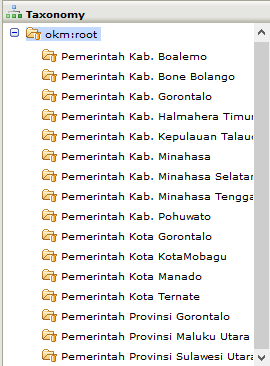 Taxonomy
okm:root
Pemerintah Kab. Boalemo
Pemerintah Kab. Bone Bolango
Pemerintah Kab. Gorontalo
Pemerintah Kab. Halmahera Timur
Pemerintah Kab. Kepulauan Talaud
Pemerintah Kab. Minahasa
Pemerintah Kab. Minahasa Selatan
Pemerintah Kab. Minahasa Tengga
Pemerintah Kab. Pohuwato
Pemerintah Kota Gorontalo
Pemerintah Kota KotaMobagu
Pemerintah Kota Manado
Pemerintah Kota Ternate
Pemerintah Provinsi Gorontalo
Pemerintah Provinsi Maluku Utara
Pemerintah Provinsi Sulawesi Utara